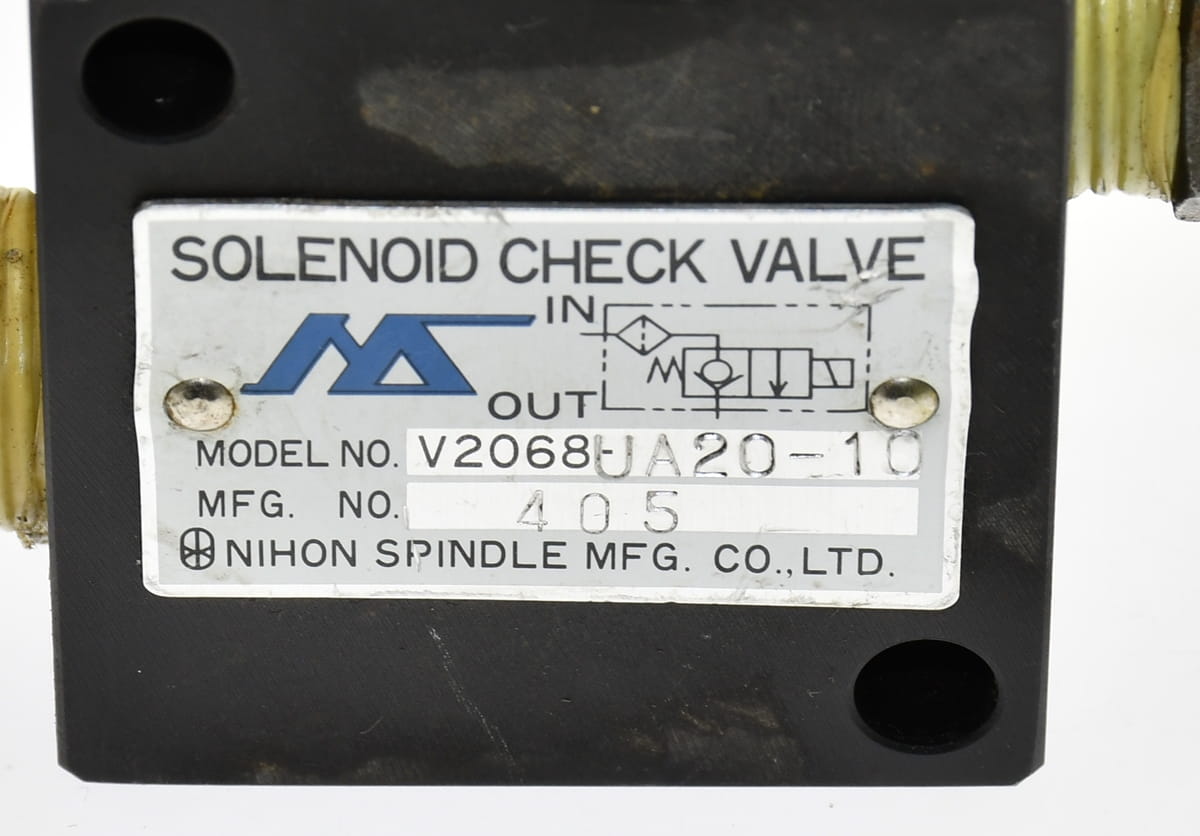 SOLENOID CHECK VALVE
IN
OUT
MODEL NO. V2068-UA20-10
MFG. NO. 405
NIHON SPINDLE MFG. CO.,LTD.